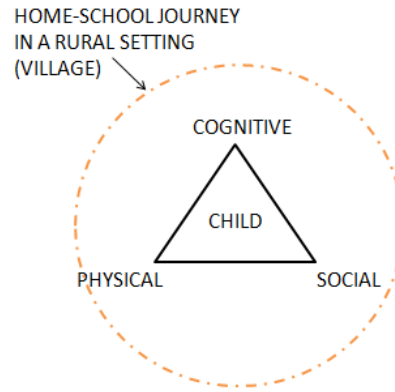 HOME-SCHOOL JOURNEY
IN A RURAL SETTING
(VILLAGE)
COGNITIVE
CHILD
PHYSICAL
SOCIAL